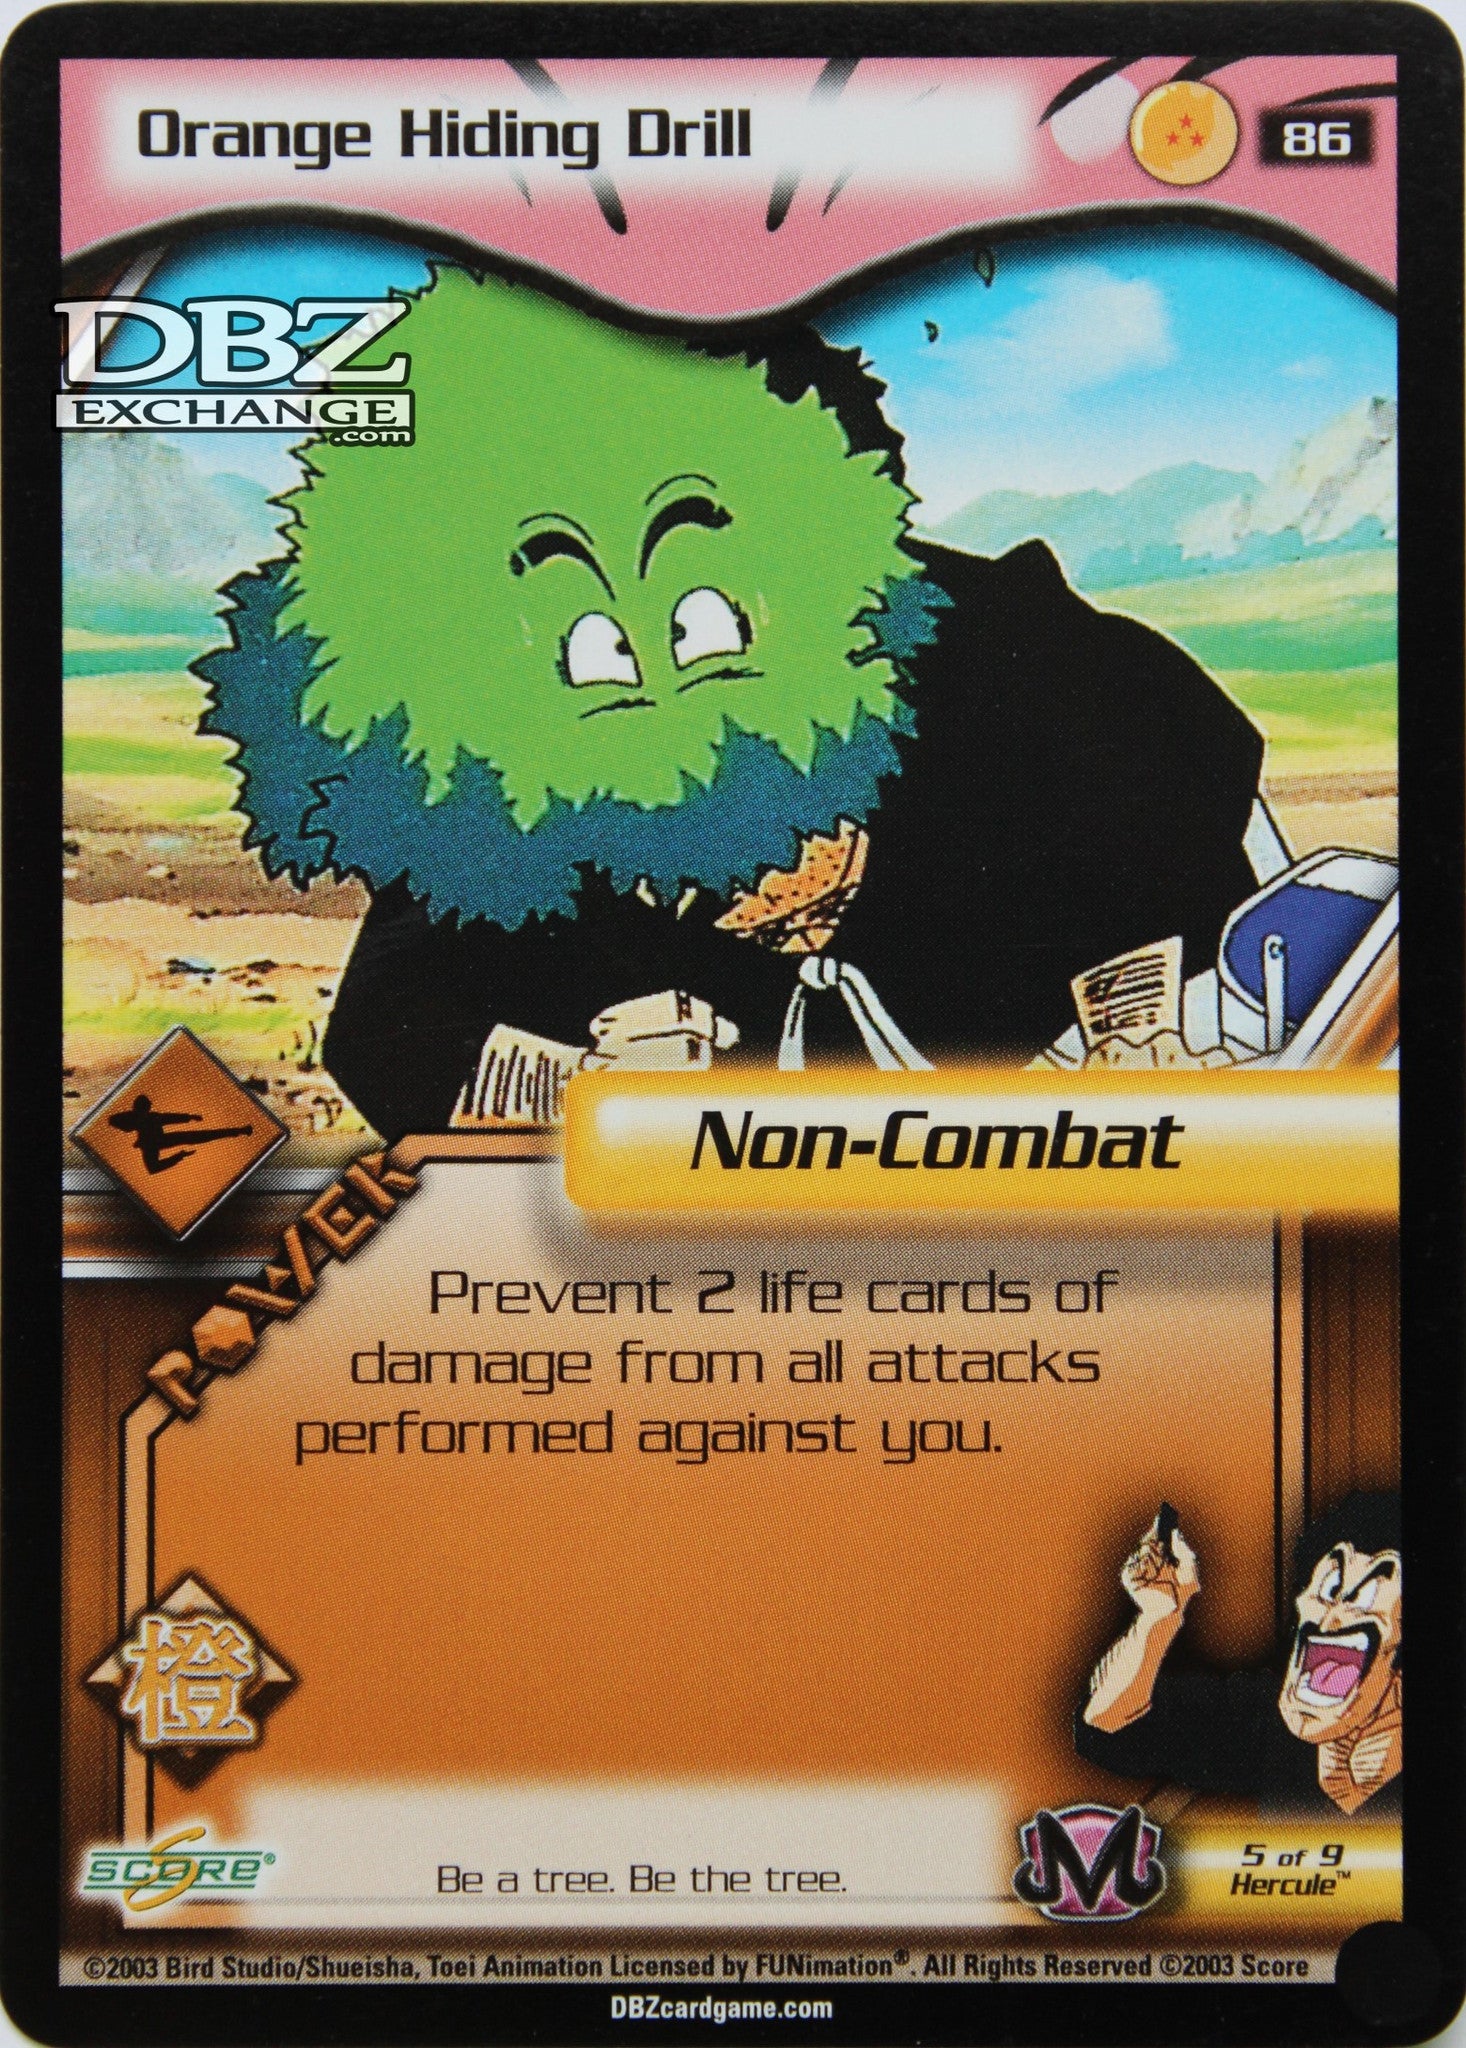 Orange Hiding Drill
86
DBZ
EXCHANGE
.com
Non-Combat
POWER
Prevent 2 life cards of
damage from all attacks
performed against you.
橙
SCORE®
Be a tree. Be the tree.
M
5 of 9
Hercule™
©2003 Bird Studio/Shueisha, Toei Animation Licensed by FUNimation®. All Rights Reserved ©2003 Score
DBZcardgame.com